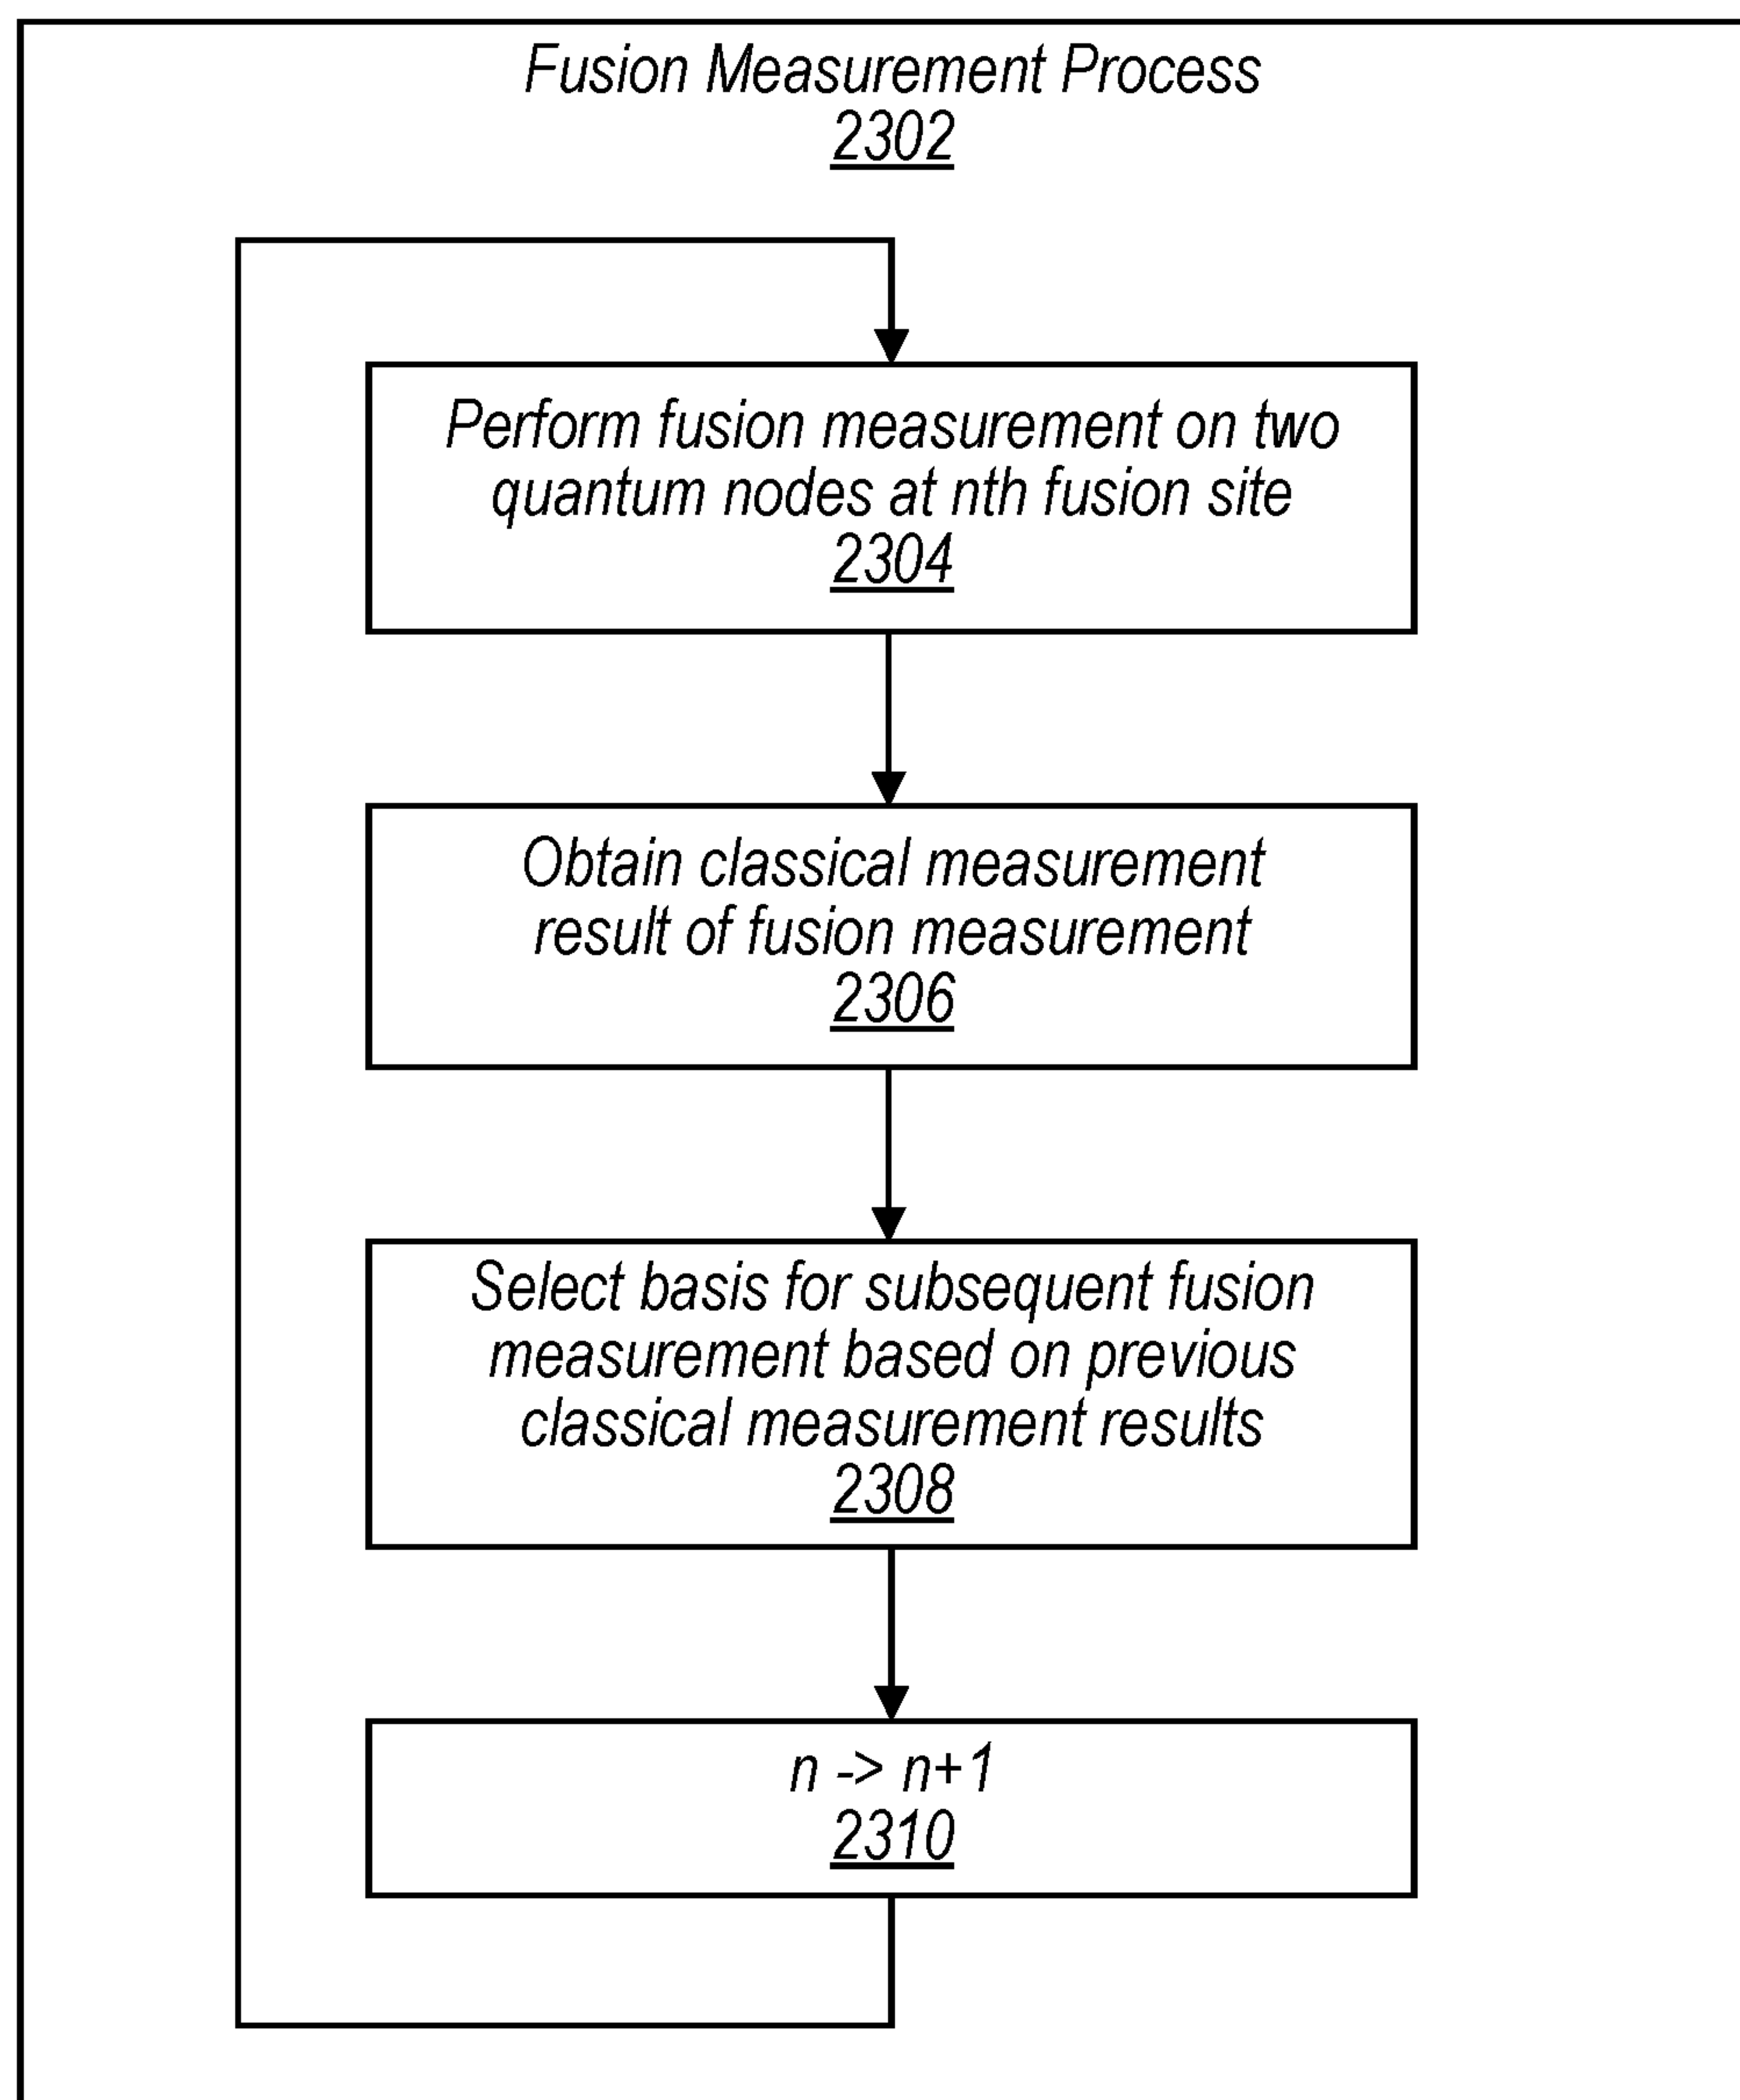 Fusion Measurement Process
2302
Perform fusion measurement on two
quantum nodes at nth fusion site
2304
Obtain classical measurement
result of fusion measurement
2306
Select basis for subsequent fusion
measurement based on previous
classical measurement results
2308
n -> n+1
2310